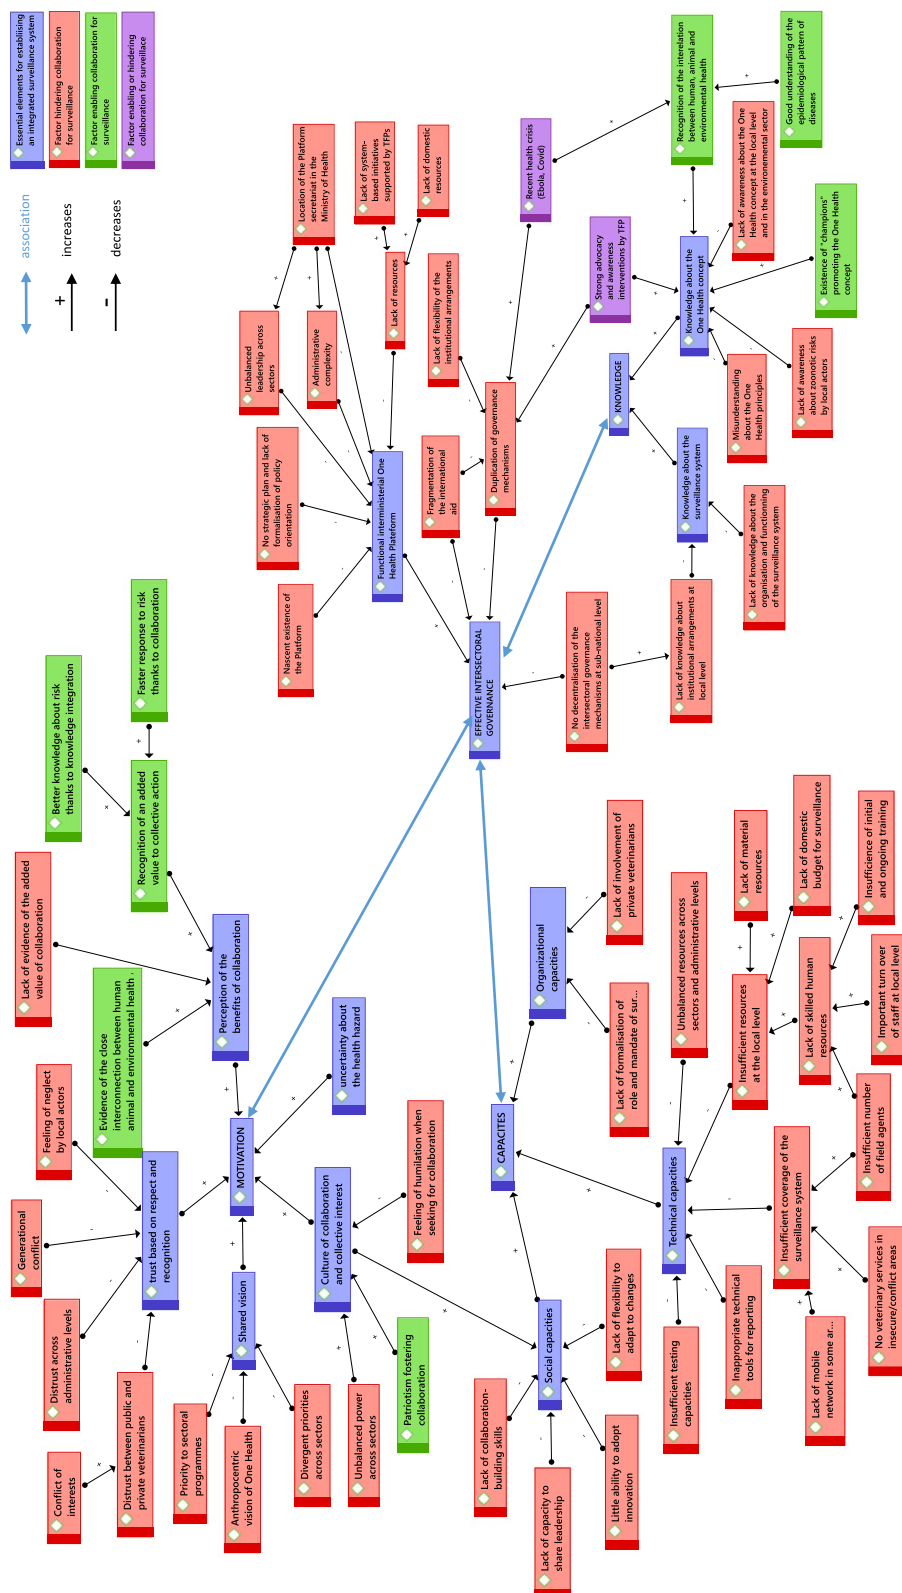 Essential elements for establilsing
an integrated surveillance system
Factor hindering collaboration
for surveillance
Factor enabling collaboration for
surveillance
Factor enabling or hindering
collaboration for surveillace
association
+
increases
-
decreases
Conflict of
interests
Distrust across
administrative levels
Generational
conflict
Feeling of neglect
by local actors
Evidence of the close
interconnection between human
animal and environmental health ,
Lack of evidence of the added
value of collaboration
Better knowledge about risk
thanks to knowledge integration
Faster response to risk
thanks to collaboration
Recognition of an added
value to collective action
Distrust between public and
private veterinarians
trust based on respect and
recognition
Perception of the
benefits of collaboration
Priority to sectoral
programmes
Anthropocentric
vision of One Health
Divergent priorities
across sectors
Shared vision
MOTIVATION
uncertainty about
the health hazard
Culture of collaboration
and collective interest
Unbalanced power
across sectors
Patriotism fostering
collaboration
Feeling of humilation when
seeking for collaboration
Nascent existence of
the Platform
No strategic plan and lack of
formalisation of policy
orientation
Unbalanced
leadership across
sectors
Administrative
complexity
Location of the Platform
secretariat in the
Ministry of Health
Lack of system-
based initiatives
supported by TFPs
Lack of domestic
resources
Lack of resources
Functional interministerial One
Health Plateform
Fragmentation of
the international
aid
Lack of flexibility of the
institutional arrangements
Duplication of governance
mechanisms
Recent health crisis
(Ebola, Covid)
Strong advocacy
and awareness
interventions by TFP
EFFECTIVE INTERSECTORAL
GOVERNANCE
No decentralisation of the
intersectoral governance
mechanisms at sub-national level
Lack of knowledge about
institutional arrangements at
local level
KNOWLEDGE
Knowledge about the
surveillance system
Lack of knowledge about the
organisation and functionning
of the surveillance system
Knowledge about the
One Health concept
Misunderstanding
about the One
Health principles
Lack of awareness
about zoonotic risks
by local actors
Existence of "champions"
promoting the One Health
concept
Lack of awareness about the One
Health concept at the local level
and in the environemental sector
Recognition of the interelation
between human, animal and
environmental health
Good understanding of the
epidemiological pattern of
diseases
CAPACITES
Organizational
capacities
Lack of formalisation of
role and mandate of sur...
Lack of involvement of
private veterinarians
Social capacities
Lack of collaboration-
building skills
Lack of capacity to
share leadership
Little ability to adopt
innovation
Lack of flexibility to
adapt to changes
Technical capacities
Insufficient testing
capacities
Inappropriate technical
tools for reporting
Unbalanced resources across
sectors and administrative levels
Insufficient resources
at the local level
Lack of material
resources
Lack of domestic
budget for surveillance
Lack of skilled human
resources
Insufficience of initial
and ongoing training
Important turn over
of staff at local level
Insufficient number
of field agents
Insufficient coverage of the
surveillance system
Lack of mobile
network in some ar...
No veterinary services in
insecure/conflict areas